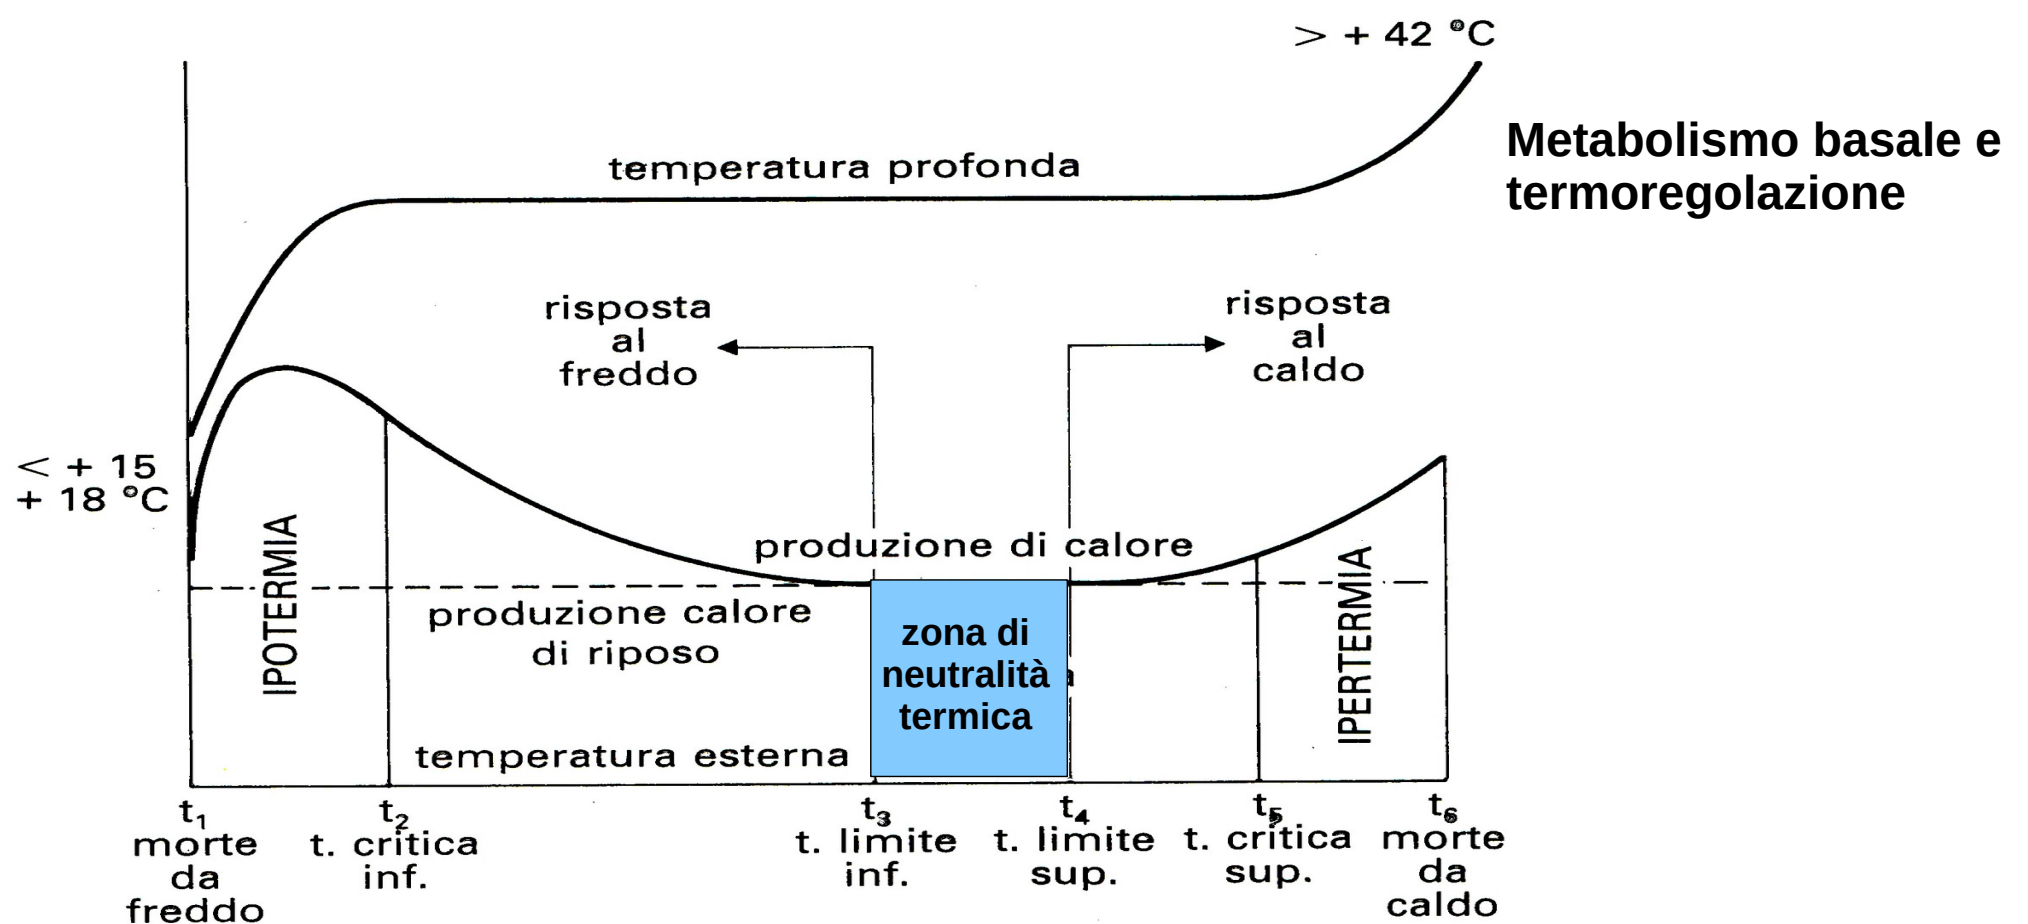 > + 42 °C
Metabolismo basale e
termoregolazione
temperatura profonda
risposta
al
freddo
risposta
al
caldo
< + 15
+ 18 °C
IPOTERMIA
produzione di calore
produzione calore
di riposo
zona di
neutralità
termica
IPERTERMIA
temperatura esterna
t1
morte
da
freddo
t2
t. critica
inf.
t3
t. limite
inf.
t4
t. limite
sup.
t5
t. critica
sup.
t6
morte
da
caldo